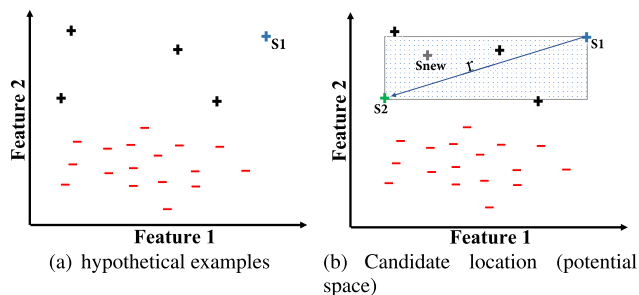 S1
Feature 2
Feature 1
(a) hypothetical examples
S1
Snew
r
S2
Feature 2
Feature 1
(b) Candidate location (potential
space)